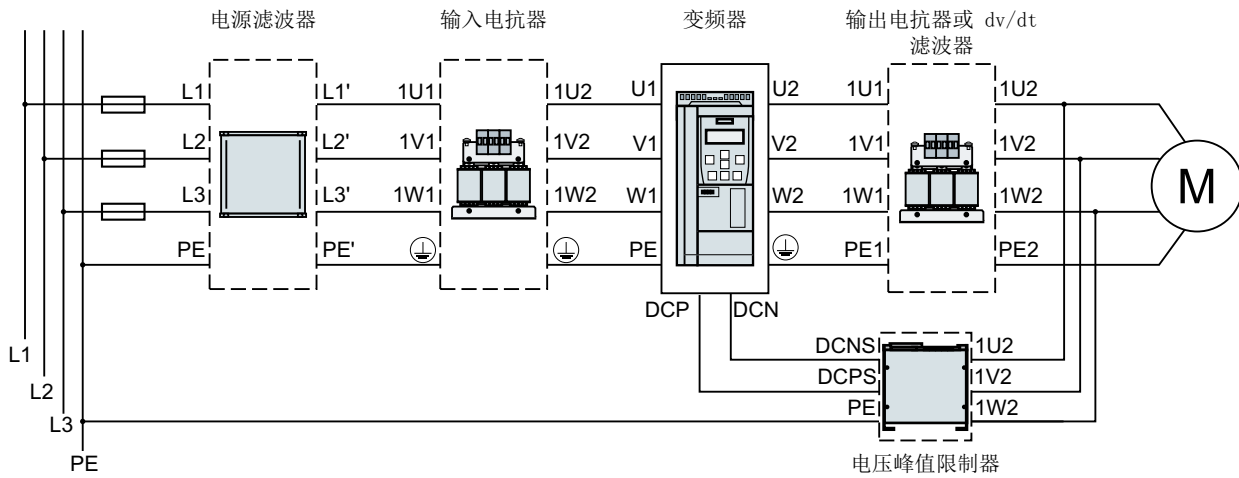 电源滤波器 输入电抗器 变频器 输出电抗器或 dv/dt
滤波器
L1 L1' 1U1 1U2 U1 U2 1U1 1U2
L2 L2' 1V1 1V2 V1 V2 1V1 1V2
L3 L3' 1W1 1W2 W1 W2 1W1 1W2
M
PE PE' PE PE1 PE2
DCP DCN
DCNS 1U2
L1
DCPS 1V2
L2
PE 1W2
L3
PE
电压峰值限制器